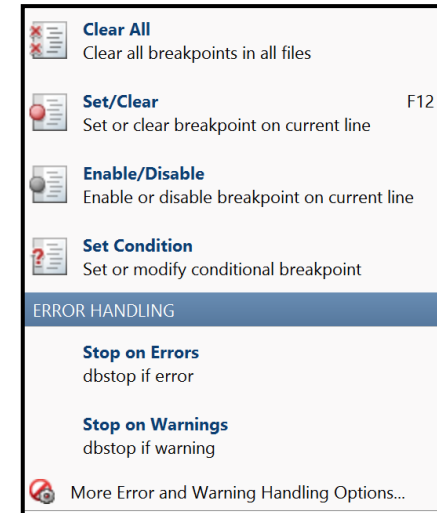 Clear All
Clear all breakpoints in all files
Set/Clear F12
Set or clear breakpoint on current line
Enable/Disable
Enable or disable breakpoint on current line
Set Condition
Set or modify conditional breakpoint
ERROR HANDLING
Stop on Errors
dbstop if error
Stop on Warnings
dbstop if warning
More Error and Warning Handling Options...